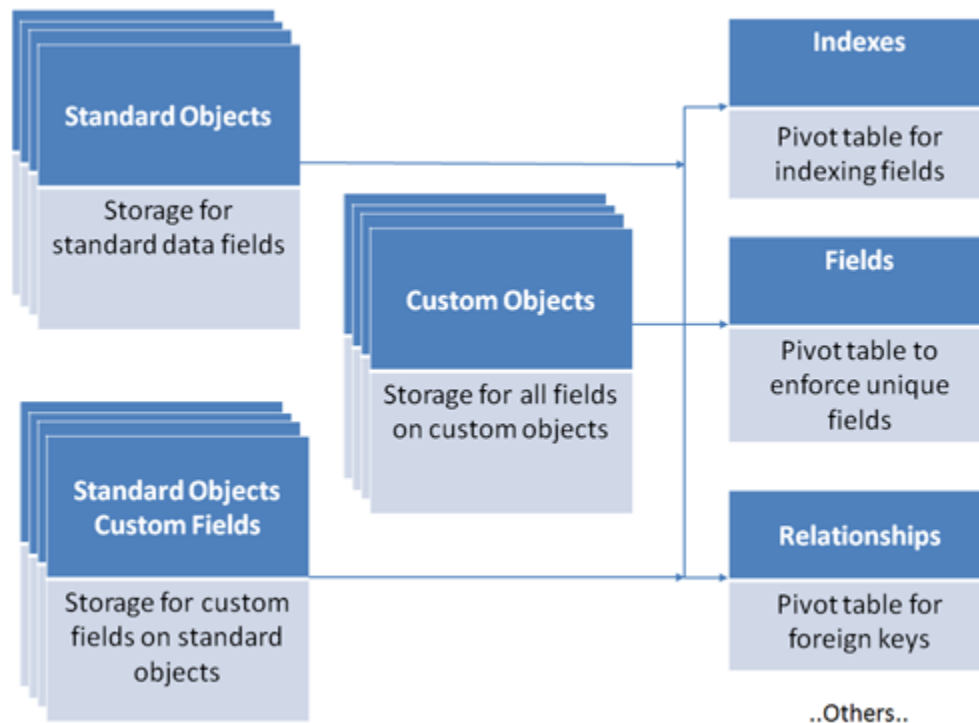 Standard Objects
Storage for
standard data fields
Custom Objects
Storage for all fields
on custom objects
Standard Objects
Custom Fields
Storage for custom
fields on standard
objects
Indexes
Pivot table for
indexing fields
Fields
Pivot table to
enforce unique
fields
Relationships
Pivot table for
foreign keys
..Others..